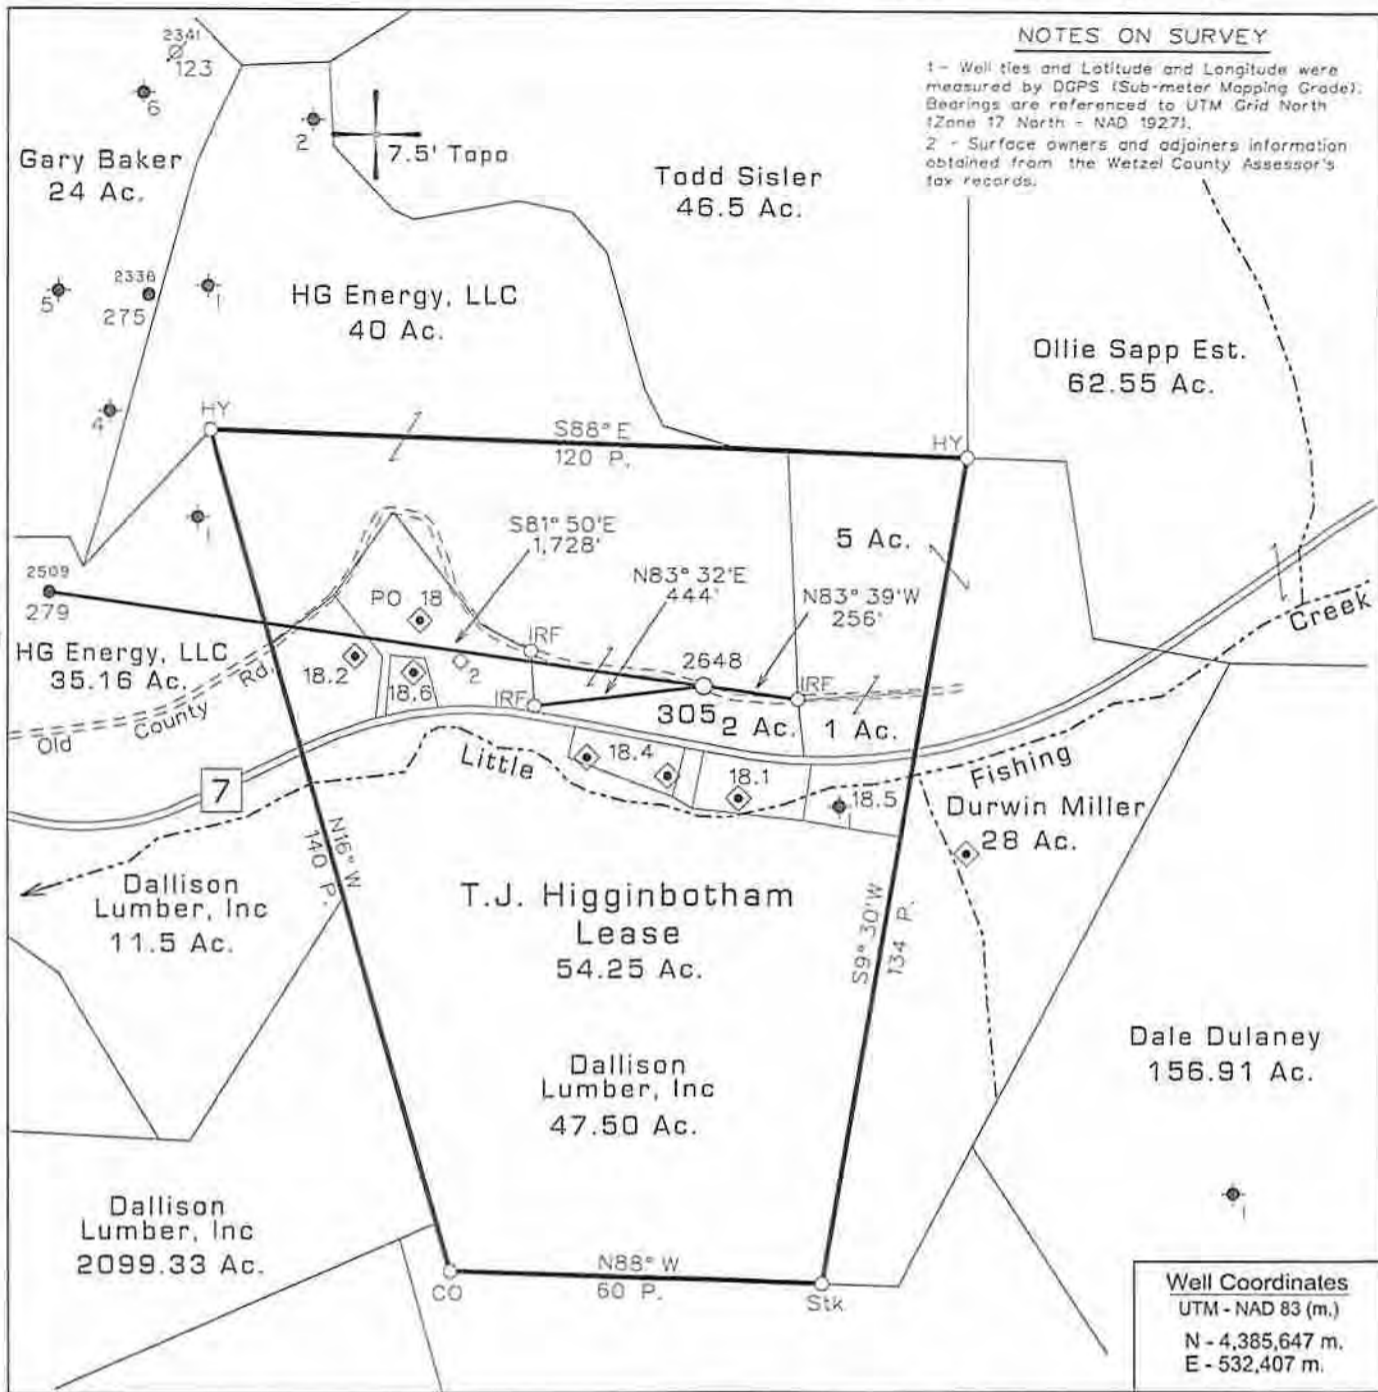 NOTES ON SURVEY
1 - Well ties and Latitude and Longitude were
measured by DGPS (Sub-meter Mapping Grade).
Bearings are referenced to UTM Grid North
(Zone 17 North - NAD 1927).
2 - Surface owners and adjoiners information
obtained from the Wetzel County Assessor's
tax records.
2341
123
6
2
7.5' Topo
Gary Baker
24 Ac.
Todd Sisler
46.5 Ac.
5
2336
275
1
HG Energy, LLC
40 Ac.
Ollie Sapp Est.
62.55 Ac.
4
HY
S88° E
120 P.
HY
1
S81° 50'E
1,728'
5 Ac.
N83° 32'E
444'
N83° 39'W
256'
2509
279
PO 18
IRF
2648
Creek
HG Energy, LLC
35.16 Ac.
Rd.
18.2
18.6
2
IRF
IRF
305
2 Ac.
1 Ac.
Old
County
7
Little
18.4
18.1
18.5
1
Fishing
Durwin Miller
28 Ac.
N16° W
140 P.
Dallison
Lumber, Inc
11.5 Ac.
T.J. Higginbotham
Lease
54.25 Ac.
S9° 30'W
134 P.
Dallison
Lumber, Inc
47.50 Ac.
Dale Dulaney
156.91 Ac.
1
Dallison
Lumber, Inc
2099.33 Ac.
CO
N88° W
60 P.
Stk
Well Coordinates
UTM - NAD 83 (m.)
N - 4,385,647 m.
E - 532,407 m.